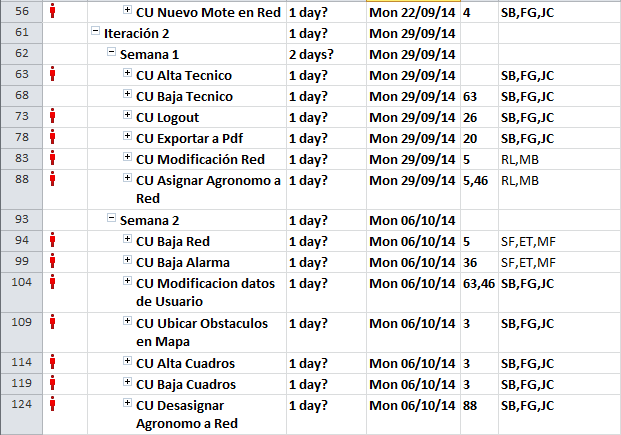 56 CU Nuevo Mote en Red 1 day? Mon 22/09/14 4 SB,FG,JC
61 Iteración 2 1 day? Mon 29/09/14
62 Semana 1 2 days? Mon 29/09/14
63 CU Alta Tecnico 1 day? Mon 29/09/14 SB,FG,JC
68 CU Baja Tecnico 1 day? Mon 29/09/14 63 SB,FG,JC
73 CU Logout 1 day? Mon 29/09/14 26 SB,FG,JC
78 CU Exportar a Pdf 1 day? Mon 29/09/14 20 SB,FG,JC
83 CU Modificación Red 1 day? Mon 29/09/14 5 RL,MB
88 CU Asignar Agronomo a 1 day? Mon 29/09/14 5,46 RL,MB
Red
93 Semana 2 1 day? Mon 06/10/14
94 CU Baja Red 1 day? Mon 06/10/14 5 SF,ET,MF
99 CU Baja Alarma 1 day? Mon 06/10/14 36 SF,ET,MF
104 CU Modificacion datos 1 day? Mon 06/10/14 63,46 SB,FG,JC
de Usuario
109 CU Ubicar Obstaculos 1 day? Mon 06/10/14 3 SB,FG,JC
en Mapa
114 CU Alta Cuadros 1 day? Mon 06/10/14 3 SB,FG,JC
119 CU Baja Cuadros 1 day? Mon 06/10/14 3 SB,FG,JC
124 CU Desasignar 1 day? Mon 06/10/14 88 SB,FG,JC
Agronomo a Red